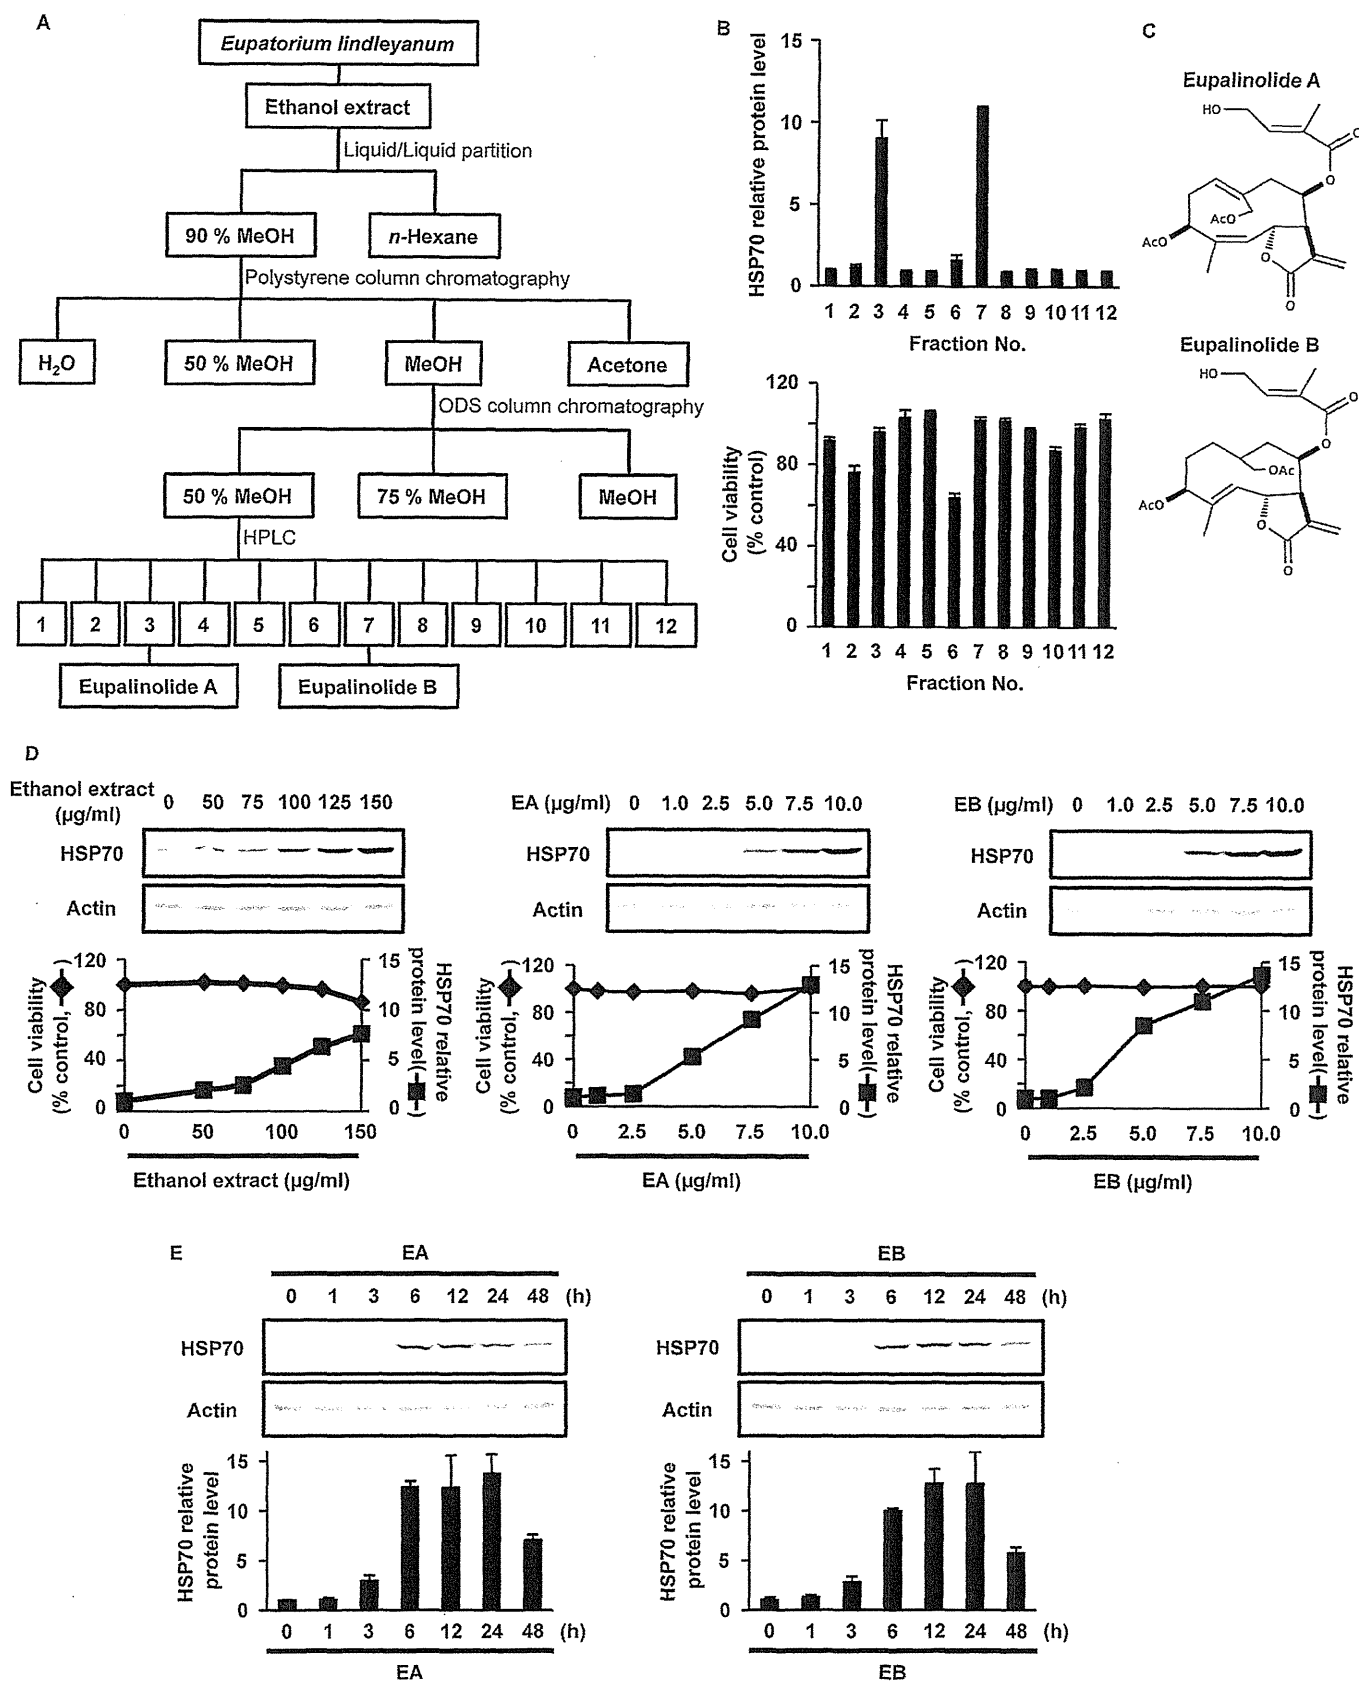 A
Eupatorium lindleyanum
Ethanol extract
Liquid/Liquid partition
90 % MeOH
n-Hexane
Polystyrene column chromatography
H2O
50 % MeOH
MeOH
Acetone
ODS column chromatography
50 % MeOH
75 % MeOH
MeOH
HPLC
1 2 3 4 5 6 7 8 9 10 11 12
Eupalinolide A
Eupalinolide B
B
HSP70 relative protein level
15
10
5
0
1 2 3 4 5 6 7 8 9 10 11 12
Fraction No.
Cell viability
(% control)
120
80
40
0
1 2 3 4 5 6 7 8 9 10 11 12
Fraction No.
C
Eupalinolide A
HO
O
O
AcO
AcO
O
O
Eupalinolide B
HO
O
O
OAc
AcO
O
O
D
Ethanol extract
(µg/ml)
0 50 75 100 125 150
HSP70
Actin
Cell viability
(% control, )
120
80
40
0
15
10
5
0
HSP70 relative
protein level( )
0 50 100 150
Ethanol extract (µg/ml)
EA (µg/ml) 0 1.0 2.5 5.0 7.5 10.0
HSP70
Actin
Cell viability
(% control, )
120
80
40
0
15
10
5
0
HSP70 relative
protein level( )
0 2.5 5.0 7.5 10.0
EA (µg/ml)
EB (µg/ml) 0 1.0 2.5 5.0 7.5 10.0
HSP70
Actin
Cell viability
(% control, )
120
80
40
0
15
10
5
0
HSP70 relative
protein level( )
0 2.5 5.0 7.5 10.0
EB (µg/ml)
E
EA
0 1 3 6 12 24 48 (h)
HSP70
Actin
HSP70 relative
protein level
15
10
5
0
0 1 3 6 12 24 48 (h)
EA
EB
0 1 3 6 12 24 48 (h)
HSP70
Actin
HSP70 relative
protein level
15
10
5
0
0 1 3 6 12 24 48 (h)
EB